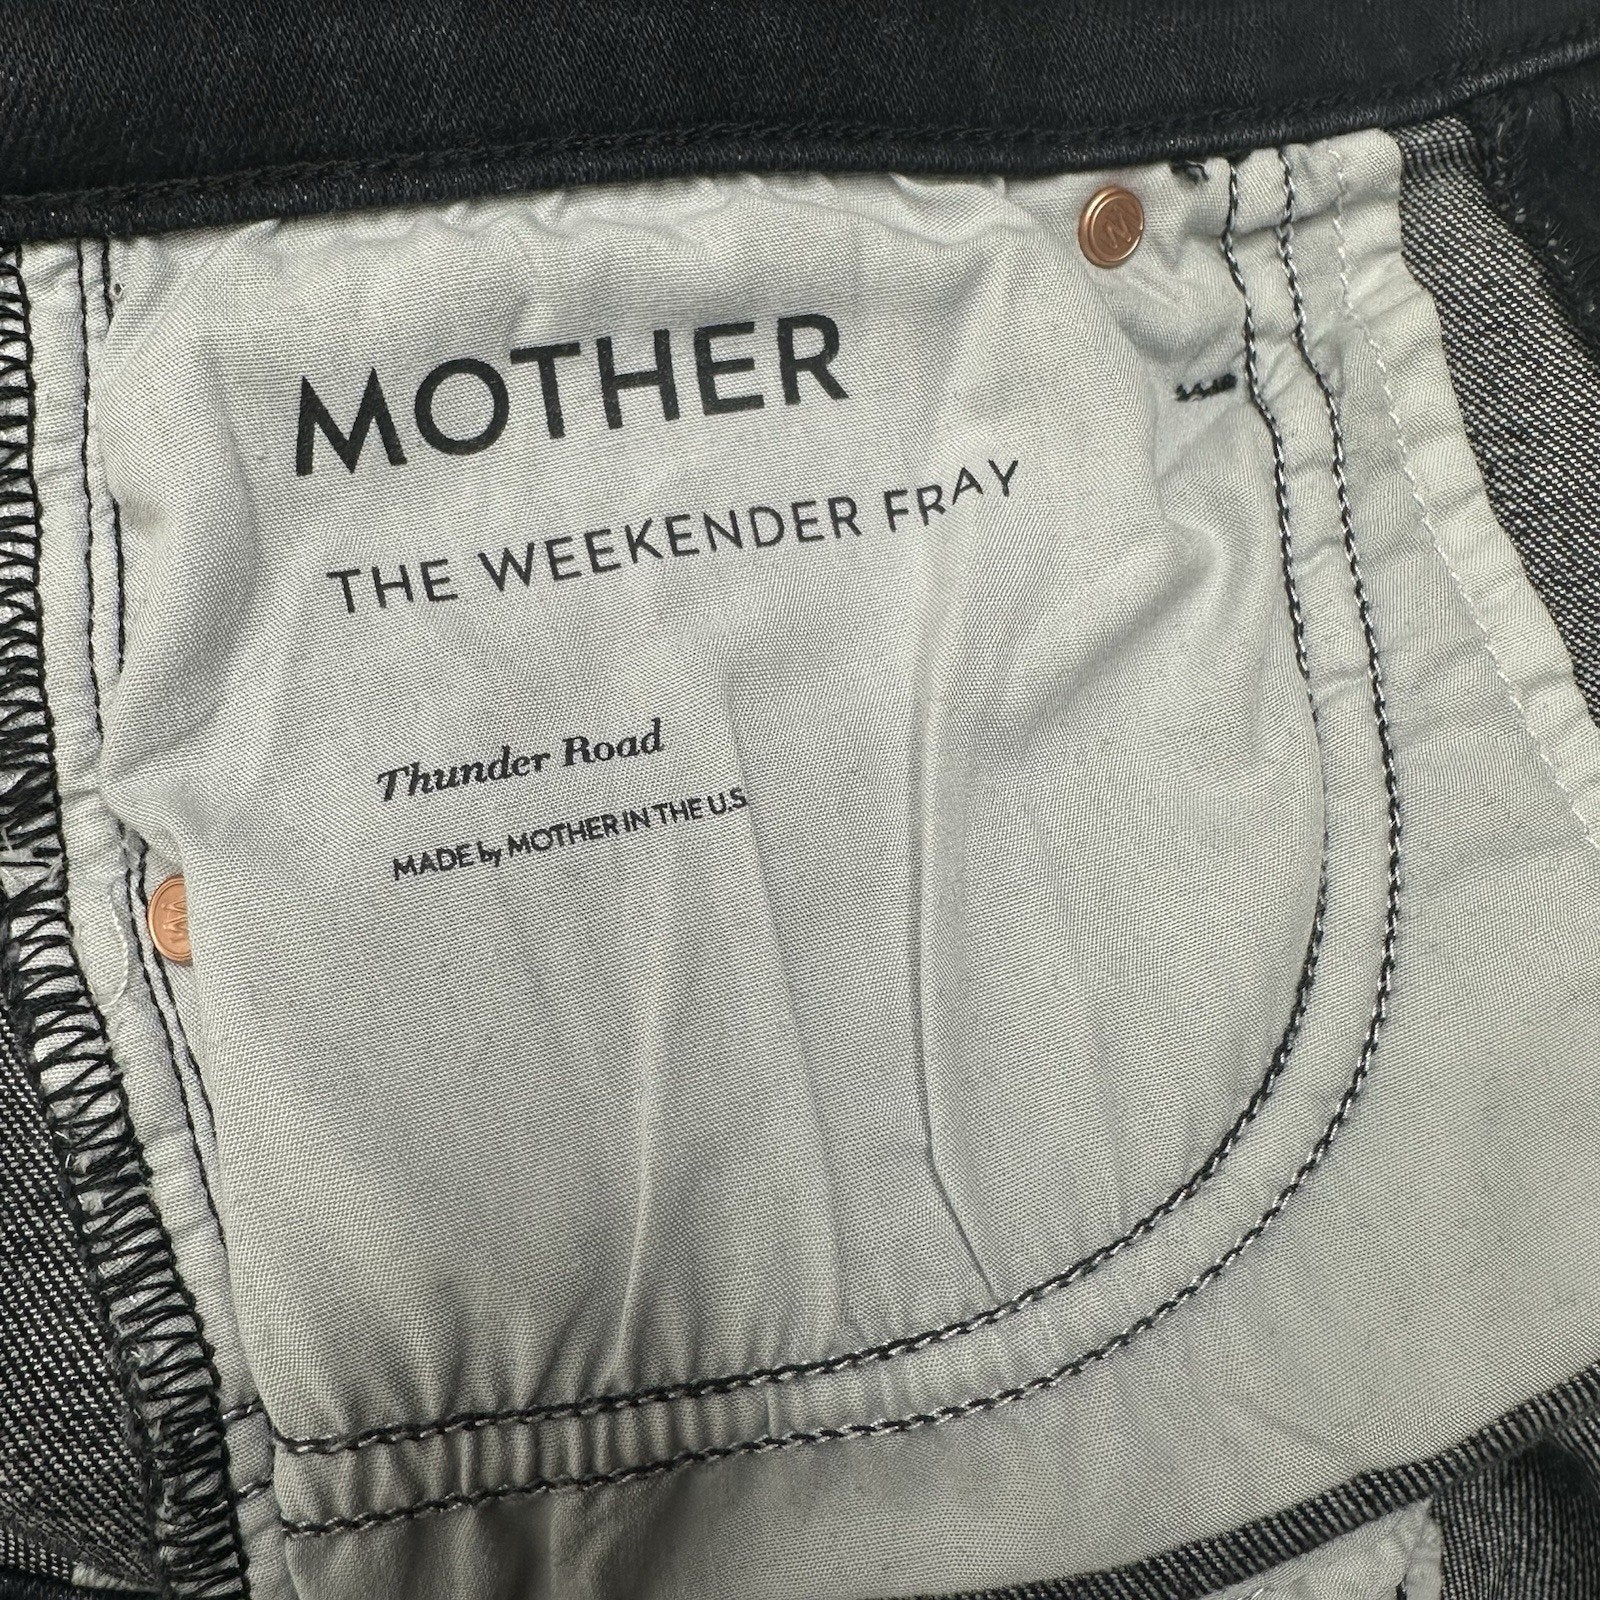 MOTHER
THE WEEKENDER FRAY
Thunder Road
MADE by MOTHER IN THE U.S.